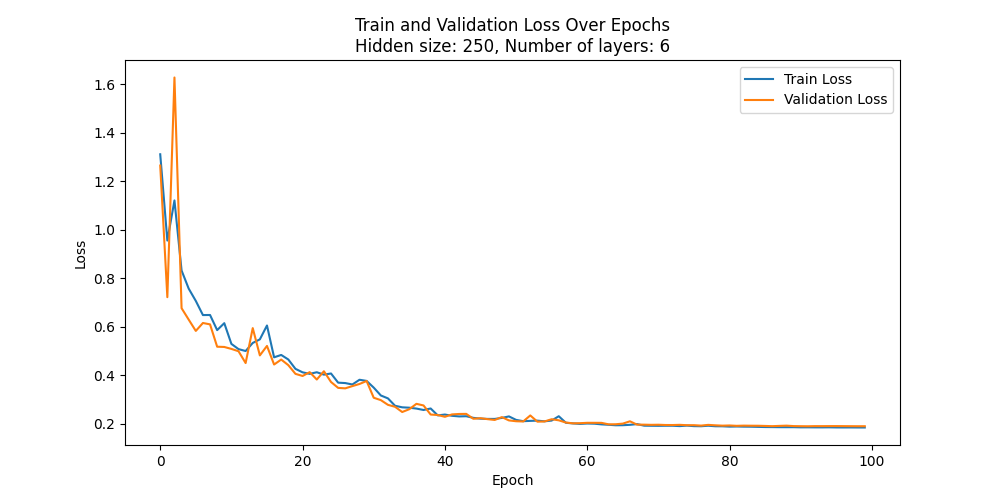 Train and Validation Loss Over Epochs
Hidden size: 250, Number of layers: 6
Train Loss
Validation Loss
1.6
1.4
1.2
1.0
0.8
0.6
0.4
0.2
Loss
0
20
40
60
80
100
Epoch